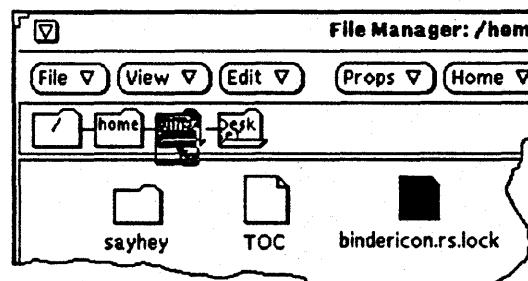 File Manager: /hom
File View Edit Props Home
/ home Desk
sayhey TOC bindericon.rs.lock